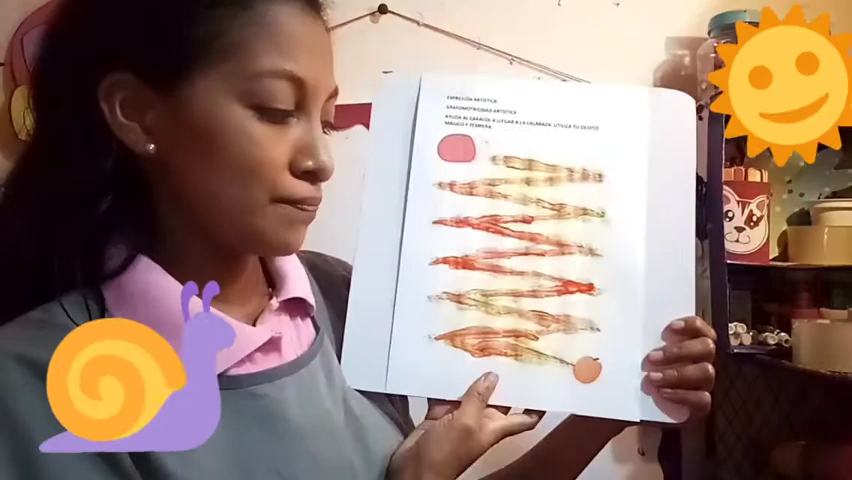 EXPRESIÓN ARTÍSTICA
GRAFOMOTRICIDAD ARTÍSTICA
AYUDA AL CARACOL A LLEGAR A LA CALABAZA. UTILIZA TU DEDITO
MÁGICO Y TEMPERA.